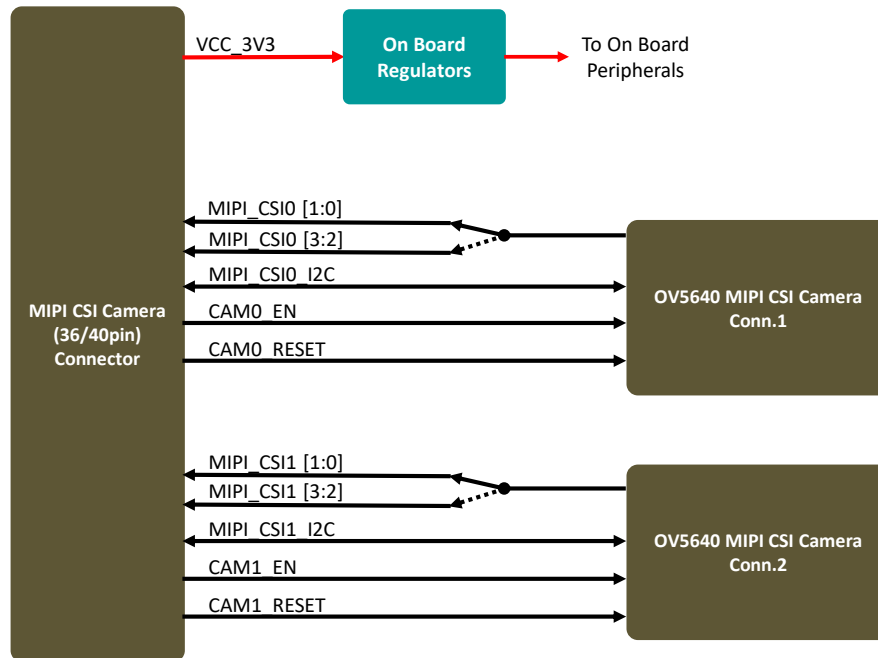 VCC_3V3
On Board
Regulators
To On Board
Peripherals
MIPI CSI Camera
(36/40pin)
Connector
MIPI_CSI0 [1:0]
MIPI_CSI0 [3:2]
MIPI_CSI0_I2C
CAM0_EN
CAM0_RESET
OV5640 MIPI CSI Camera
Conn.1
MIPI_CSI1 [1:0]
MIPI_CSI1 [3:2]
MIPI_CSI1_I2C
CAM1_EN
CAM1_RESET
OV5640 MIPI CSI Camera
Conn.2